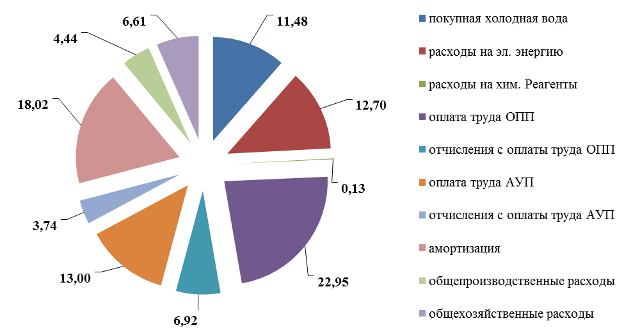 6,61
11,48
4,44
12,70
18,02
0,13
3,74
22,95
13,00
6,92
покупная холодная вода
расходы на эл. энергию
расходы на хим. Реагенты
оплата труда ОПП
отчисления с оплаты труда ОПП
оплата труда АУП
отчисления с оплаты труда АУП
амортизация
общепроизводственные расходы
общехозяйственные расходы